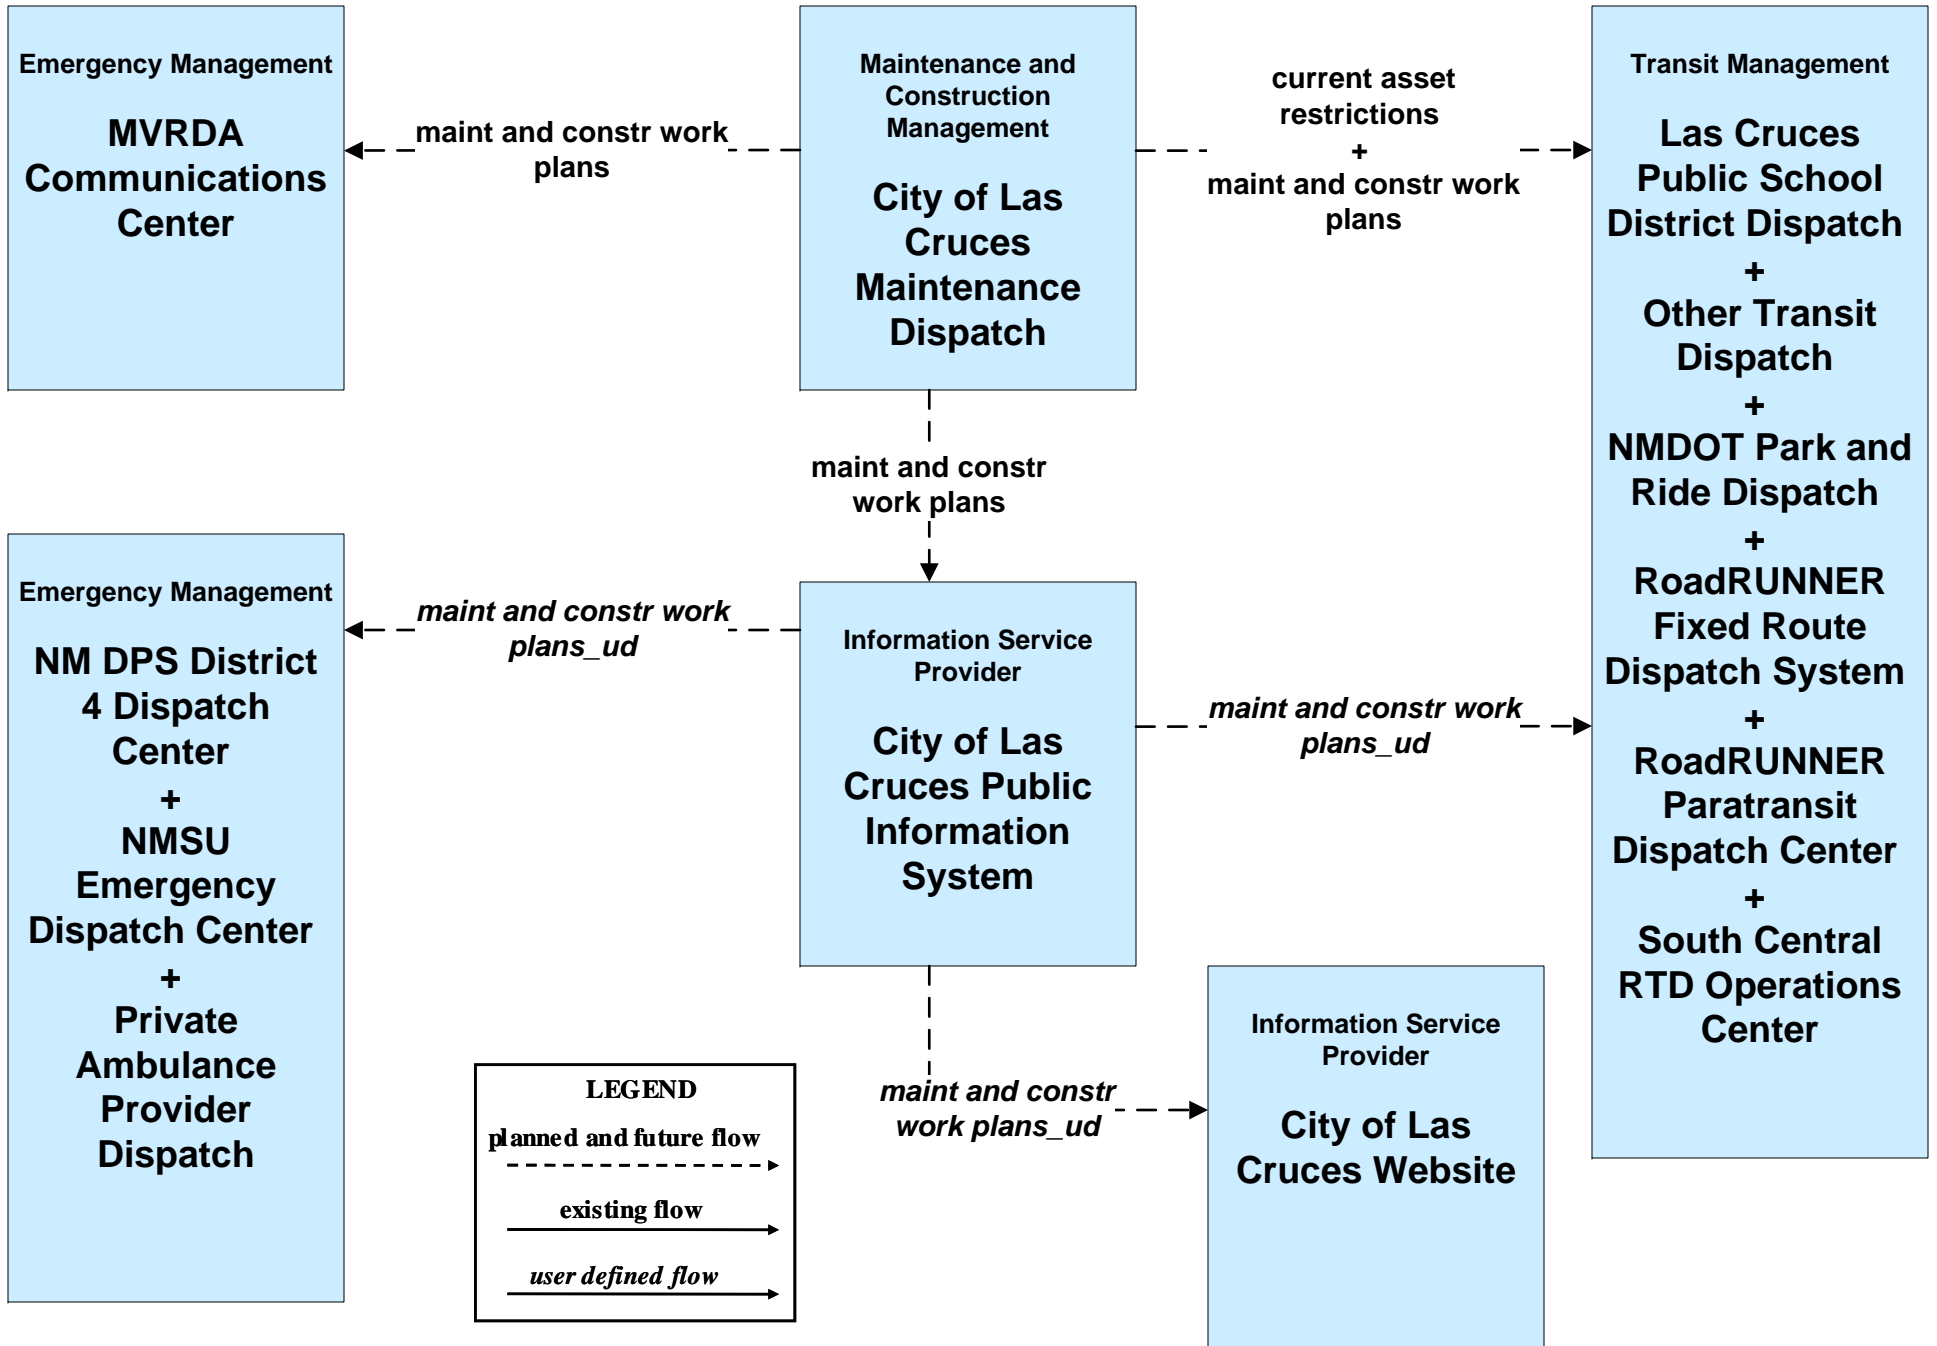 Emergency Management
MVRDA
Communications
Center
maint and constr work
plans
Maintenance and
Construction
Management
City of Las
Cruces
Maintenance
Dispatch
current asset
restrictions
+
maint and constr work
plans
Transit Management
Las Cruces
Public School
District Dispatch
+
Other Transit
Dispatch
+
NMDOT Park and
Ride Dispatch
+
RoadRUNNER
Fixed Route
Dispatch System
+
RoadRUNNER
Paratransit
Dispatch Center
+
South Central
RTD Operations
Center
maint and constr
work plans
Emergency Management
NM DPS District
4 Dispatch
Center
+
NMSU
Emergency
Dispatch Center
+
Private
Ambulance
Provider
Dispatch
maint and constr work
plans_ud
Information Service
Provider
City of Las
Cruces Public
Information
System
maint and constr work
plans_ud
maint and constr
work plans_ud
Information Service
Provider
City of Las
Cruces Website
LEGEND
planned and future flow
existing flow
user defined flow